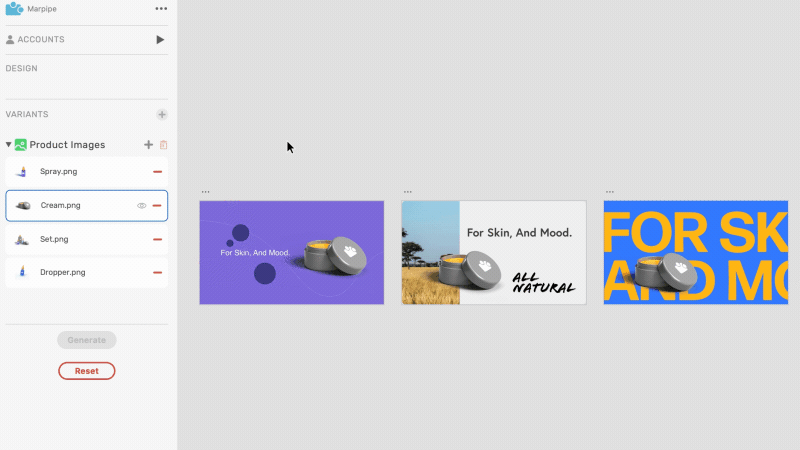 Marpipe
ACCOUNTS
DESIGN
VARIANTS
Product Images
Spray.png
Cream.png
Set.png
Dropper.png
Generate
Reset
For Skin, And Mood.
For Skin, And Mood.
ALL
NATURAL
FOR SK
AND MO